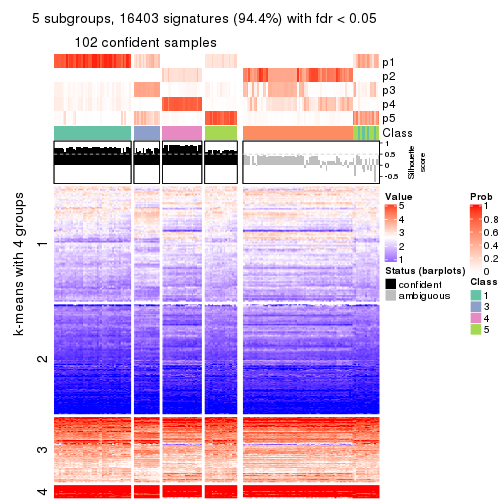 5 subgroups, 16403 signatures (94.4%) with fdr < 0.05
102 confident samples
p1
p2
p3
p4
p5
Class
1
0.5
0
-0.5
Silhouette
score
k-means with 4 groups
1
2
3
4
Value
5
4
3
2
1
Status (barplots)
confident
ambiguous
Prob
1
0.8
0.6
0.4
0.2
0
Class
1
3
4
5